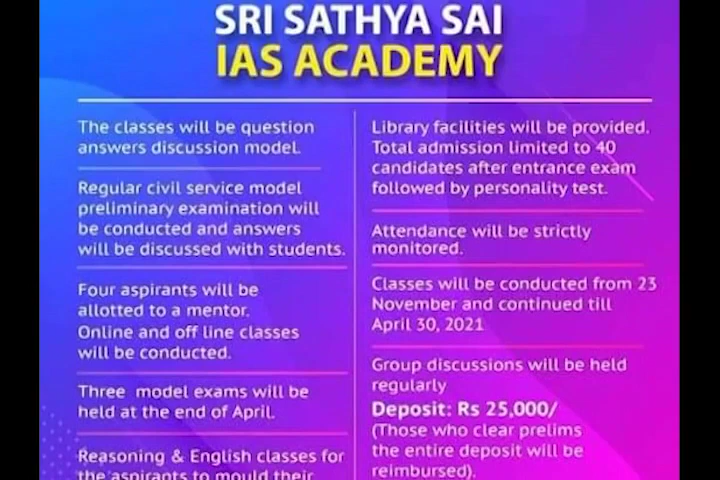 SRI SATHYA SAI
IAS ACADEMY
The classes will be question
answers discussion model.
Regular civil service model
preliminary examination will
be conducted and answers
will be discussed with students.
Four aspirants will be
allotted to a mentor.
Online and off line classes
will be conducted.
Three model exams will be
held at the end of April.
Reasoning & English classes for
the aspirants to mould their
Library facilities will be provided.
Total admission limited to 40
candidates after entrance exam
followed by personality test.
Attendance will be strictly
monitored.
Classes will be conducted from 23
November and continued till
April 30, 2021
Group discussions will be held
regularly
Deposit: Rs 25,000/
(Those who clear prelims
the entire deposit will be
reimbursed).